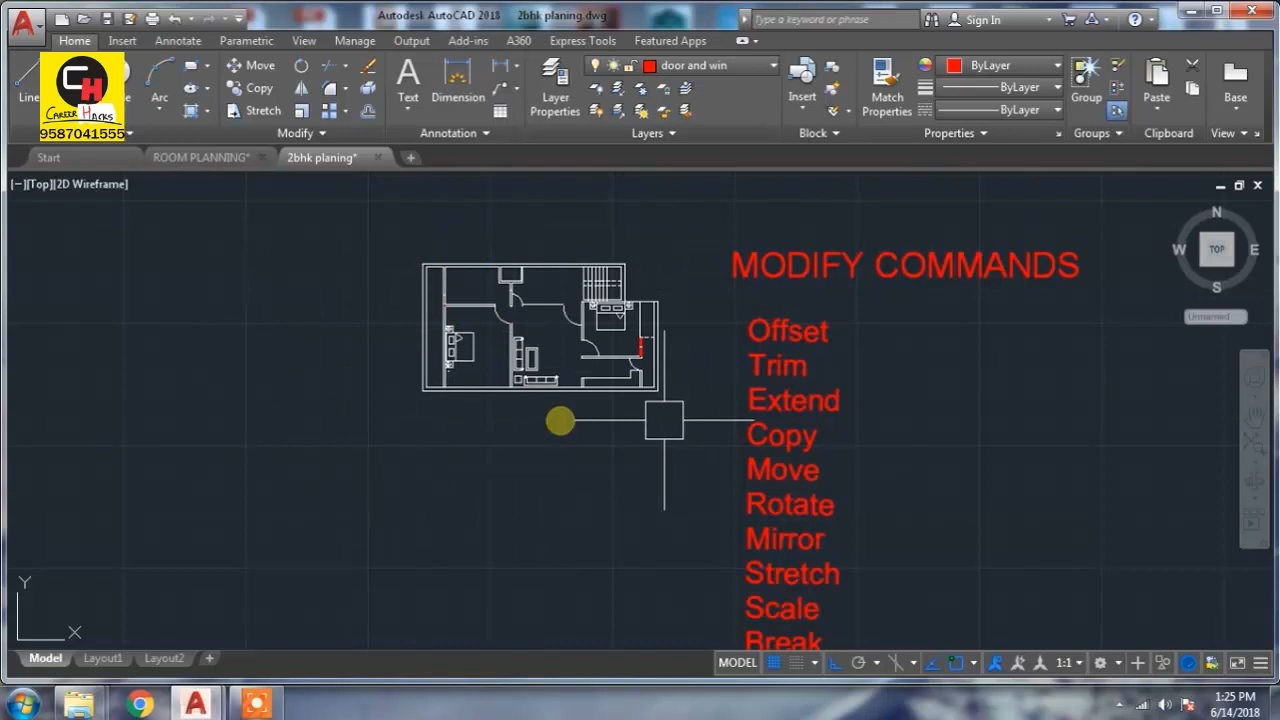 Autodesk AutoCAD 2018 2bhk planing.dwg
Type a keyword or phrase
Sign In
Home Insert Annotate Parametric View Manage Output Add-ins A360 Express Tools Featured Apps
Line
Arc
Move
Copy
Stretch
Text
Dimension
Layer
Properties
door and win
Insert
Match
Properties
ByLayer
ByLayer
ByLayer
Group
Paste
Base
Modify Annotation Layers Block Properties Groups Clipboard View
CH
CAREER HACKS
9587041555
Start ROOM PLANNING* 2bhk planing*
[−][Top][2D Wireframe]
N
W TOP E
S
Unnamed
MODIFY COMMANDS
Offset
Trim
Extend
Copy
Move
Rotate
Mirror
Stretch
Scale
Break
Y
X
Model Layout1 Layout2
MODEL 1:1
1:25 PM
6/14/2018